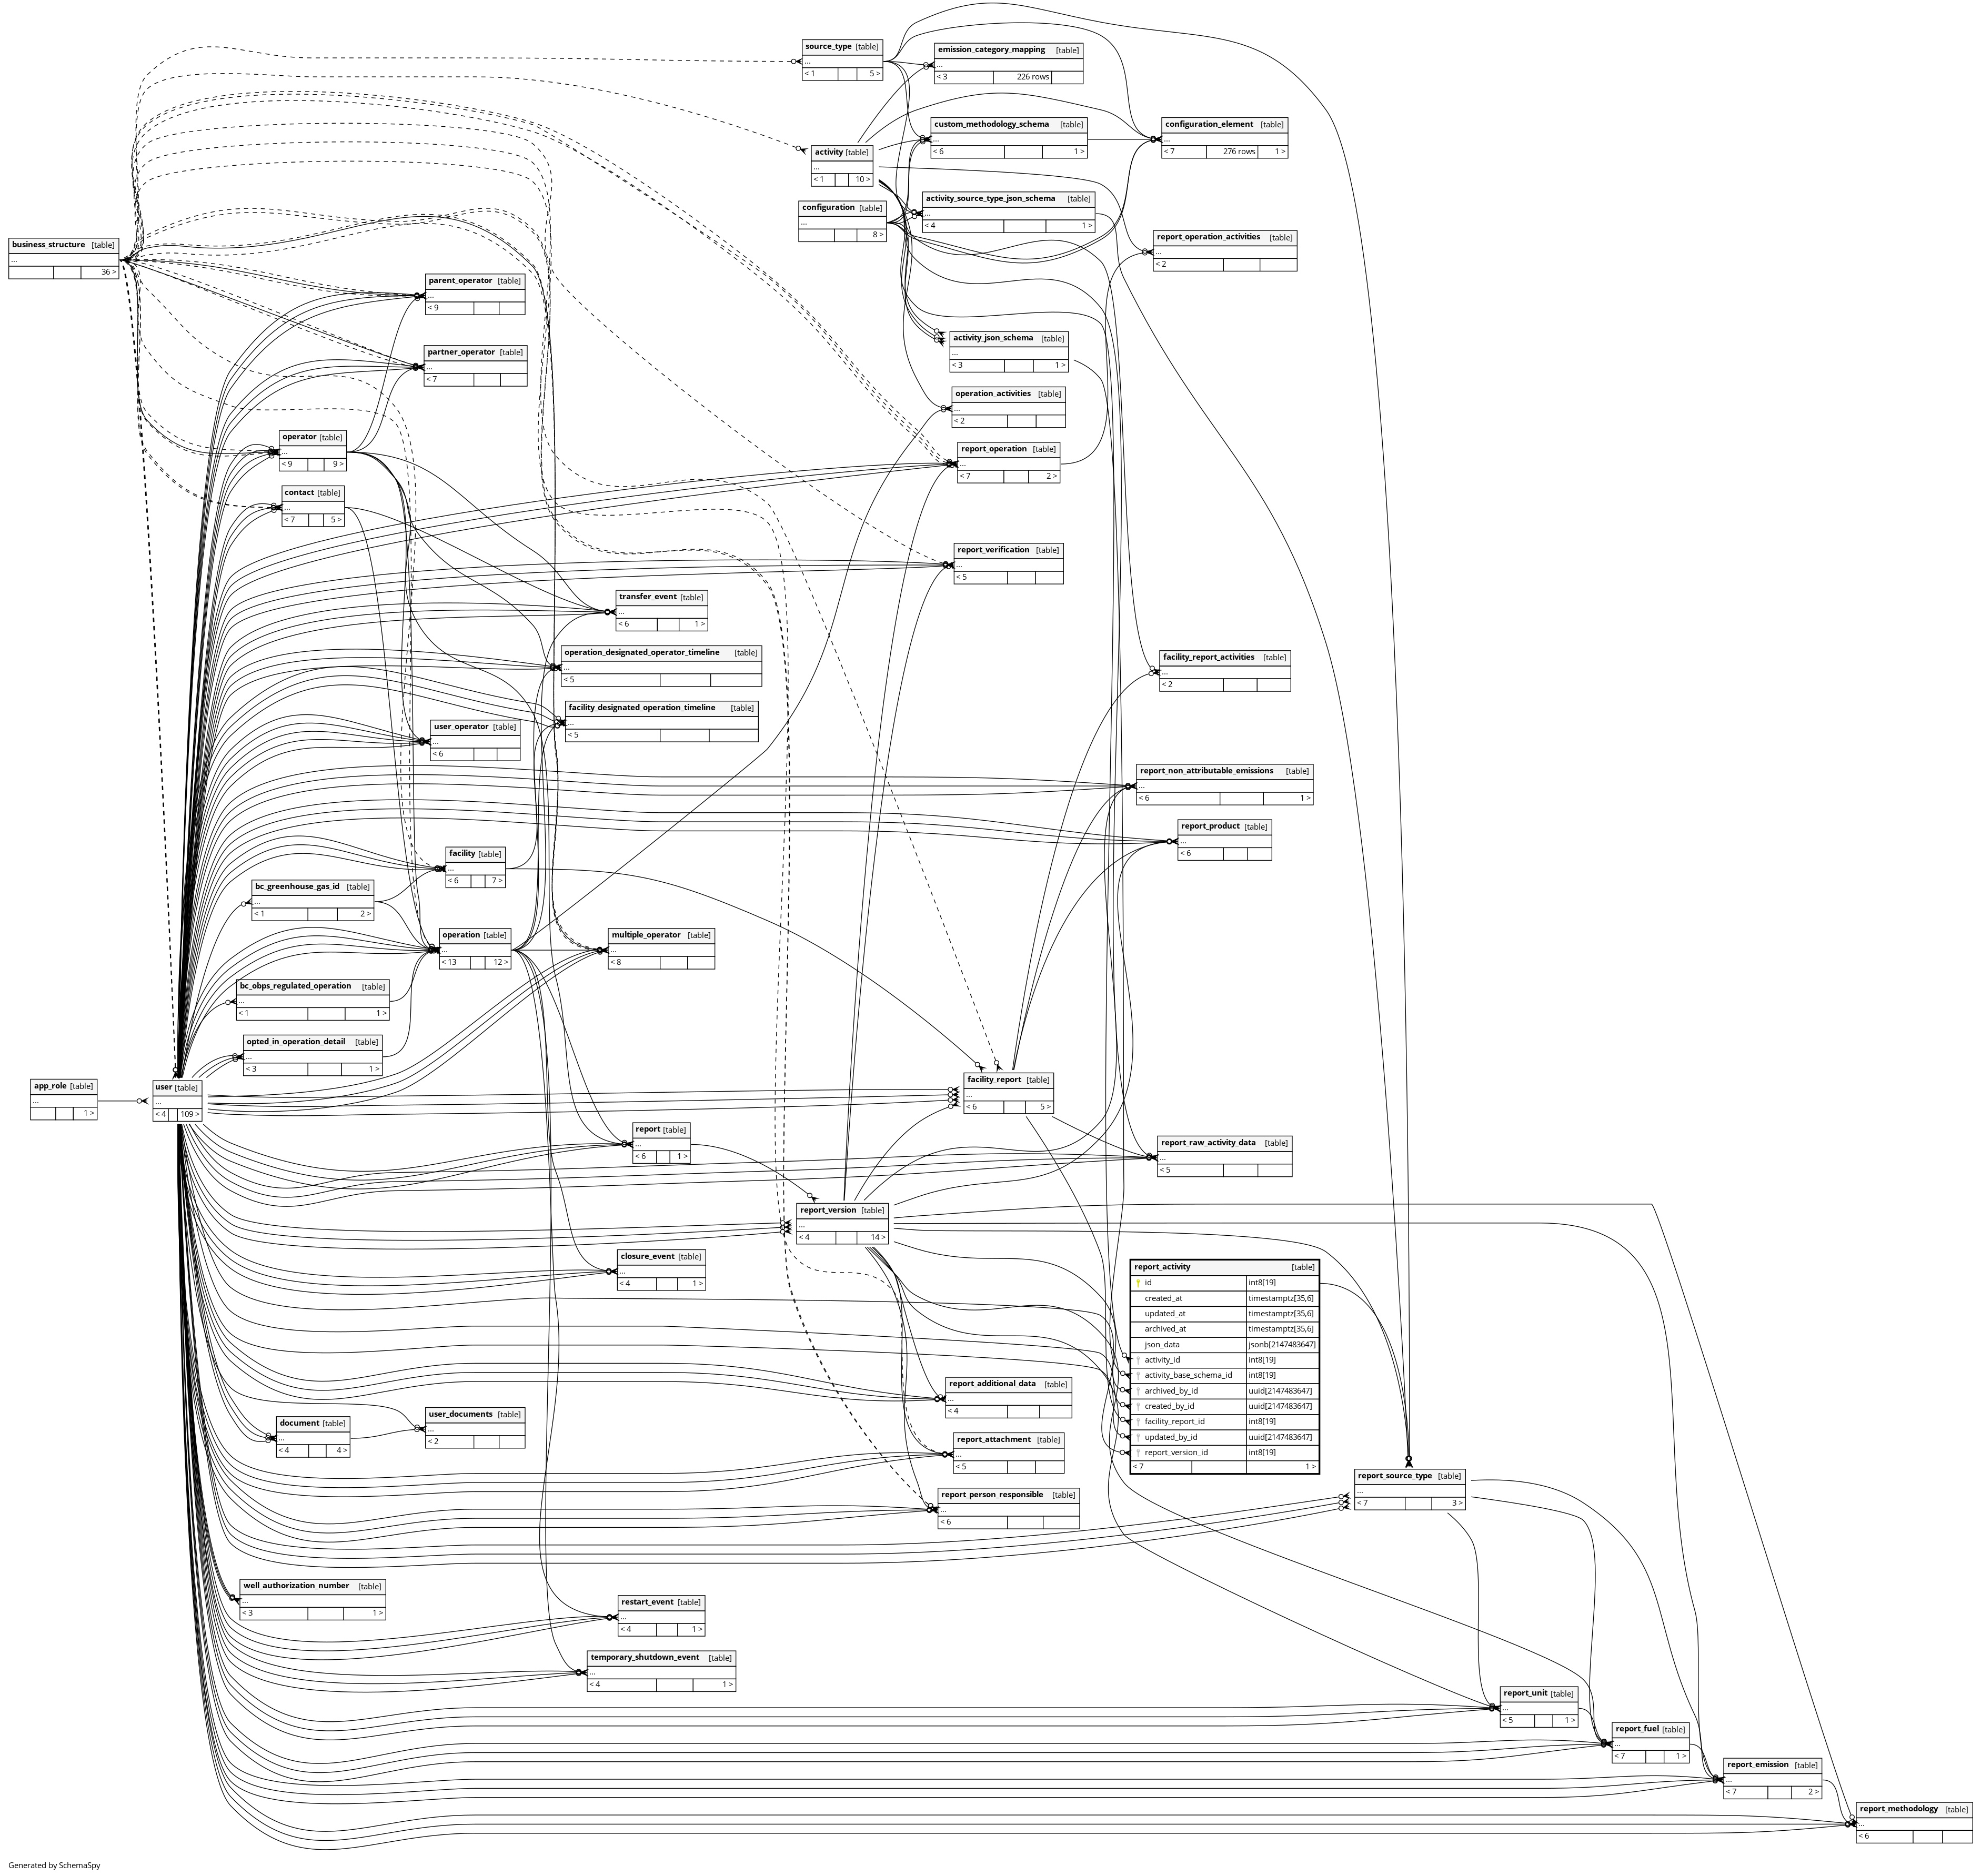 source_type [table]
...
< 1 5 >
emission_category_mapping [table]
...
< 3 226 rows
custom_methodology_schema [table]
...
< 6 1 >
configuration_element [table]
...
< 7 276 rows 1 >
activity [table]
...
< 1 10 >
activity_source_type_json_schema [table]
...
< 4 1 >
configuration [table]
...
8 >
report_operation_activities [table]
...
< 2
business_structure [table]
...
36 >
parent_operator [table]
...
< 9
activity_json_schema [table]
...
< 3 1 >
partner_operator [table]
...
< 7
operation_activities [table]
...
< 2
operator [table]
...
< 9 9 >
report_operation [table]
...
< 7 2 >
contact [table]
...
< 7 5 >
report_verification [table]
...
< 5
transfer_event [table]
...
< 6 1 >
operation_designated_operator_timeline [table]
...
< 5
facility_report_activities [table]
...
< 2
facility_designated_operation_timeline [table]
...
< 5
user_operator [table]
...
< 6
report_non_attributable_emissions [table]
...
< 6 1 >
report_product [table]
...
< 6
facility [table]
...
< 6 7 >
bc_greenhouse_gas_id [table]
...
< 1 2 >
operation [table]
...
< 13 12 >
multiple_operator [table]
...
< 8
bc_obps_regulated_operation [table]
...
< 1 1 >
opted_in_operation_detail [table]
...
< 3 1 >
app_role [table]
...
1 >
user [table]
...
< 4 109 >
facility_report [table]
...
< 6 5 >
report [table]
...
< 6 1 >
report_raw_activity_data [table]
...
< 5
report_version [table]
...
< 4 14 >
closure_event [table]
...
< 4 1 >
report_activity [table]
id int8[19]
created_at timestamptz[35,6]
updated_at timestamptz[35,6]
archived_at timestamptz[35,6]
json_data jsonb[2147483647]
activity_id int8[19]
activity_base_schema_id int8[19]
archived_by_id uuid[2147483647]
created_by_id uuid[2147483647]
facility_report_id int8[19]
updated_by_id uuid[2147483647]
report_version_id int8[19]
< 7 1 >
report_additional_data [table]
...
< 4
user_documents [table]
...
< 2
document [table]
...
< 4 4 >
report_attachment [table]
...
< 5
report_source_type [table]
...
< 7 3 >
report_person_responsible [table]
...
< 6
well_authorization_number [table]
...
< 3 1 >
restart_event [table]
...
< 4 1 >
temporary_shutdown_event [table]
...
< 4 1 >
report_unit [table]
...
< 5 1 >
report_fuel [table]
...
< 7 1 >
report_emission [table]
...
< 7 2 >
report_methodology [table]
...
< 6
Generated by SchemaSpy